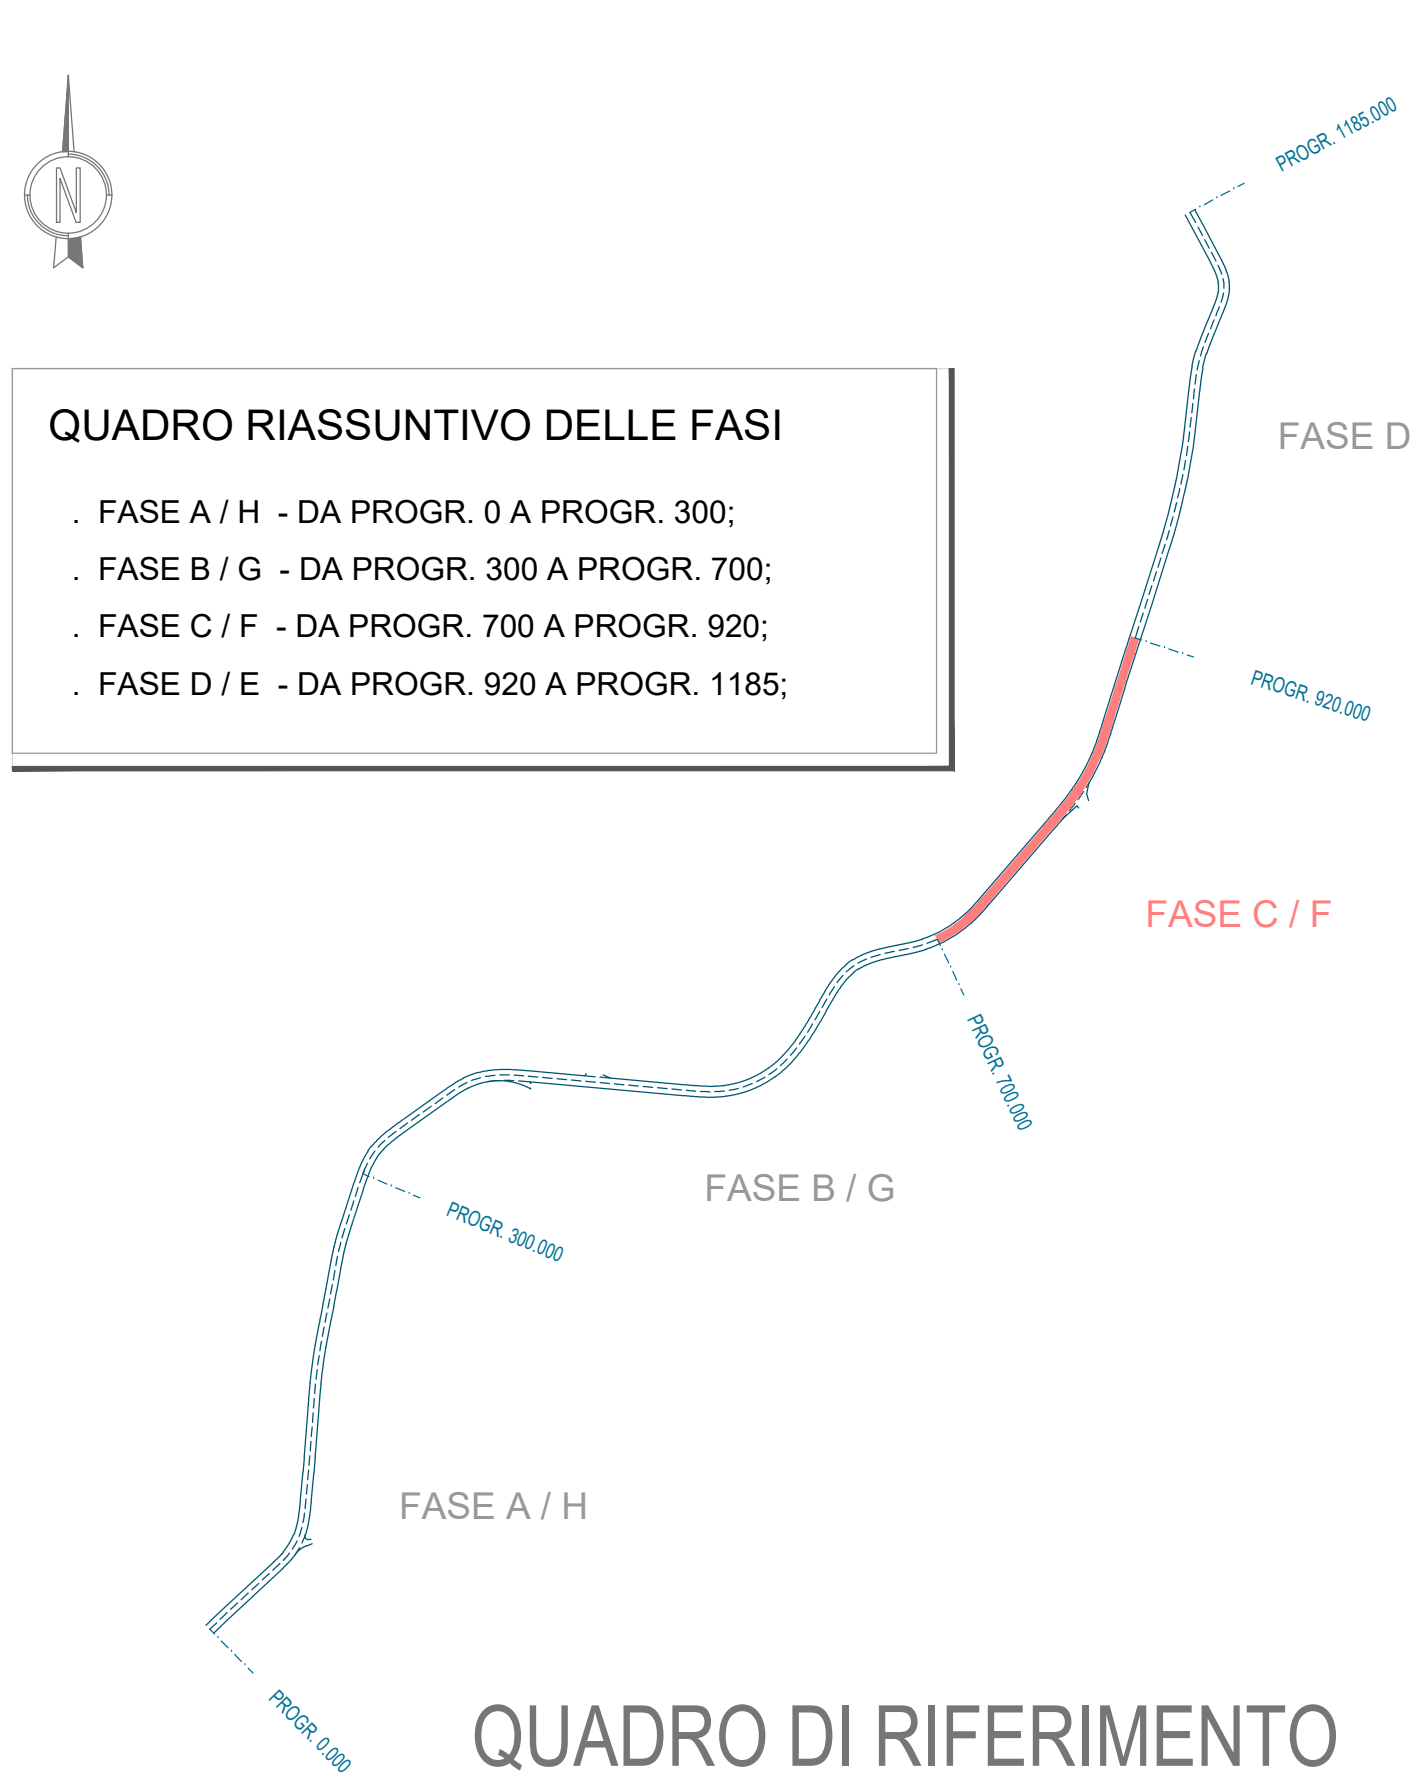 PROGR. 1185.000
N
QUADRO RIASSUNTIVO DELLE FASI
. FASE A / H - DA PROGR. 0 A PROGR. 300;
. FASE B / G - DA PROGR. 300 A PROGR. 700;
. FASE C / F - DA PROGR. 700 A PROGR. 920;
. FASE D / E - DA PROGR. 920 A PROGR. 1185;
FASE D
PROGR. 920.000
FASE C / F
PROGR. 700.000
FASE B / G
PROGR. 300.000
FASE A / H
PROGR. 0.000
QUADRO DI RIFERIMENTO